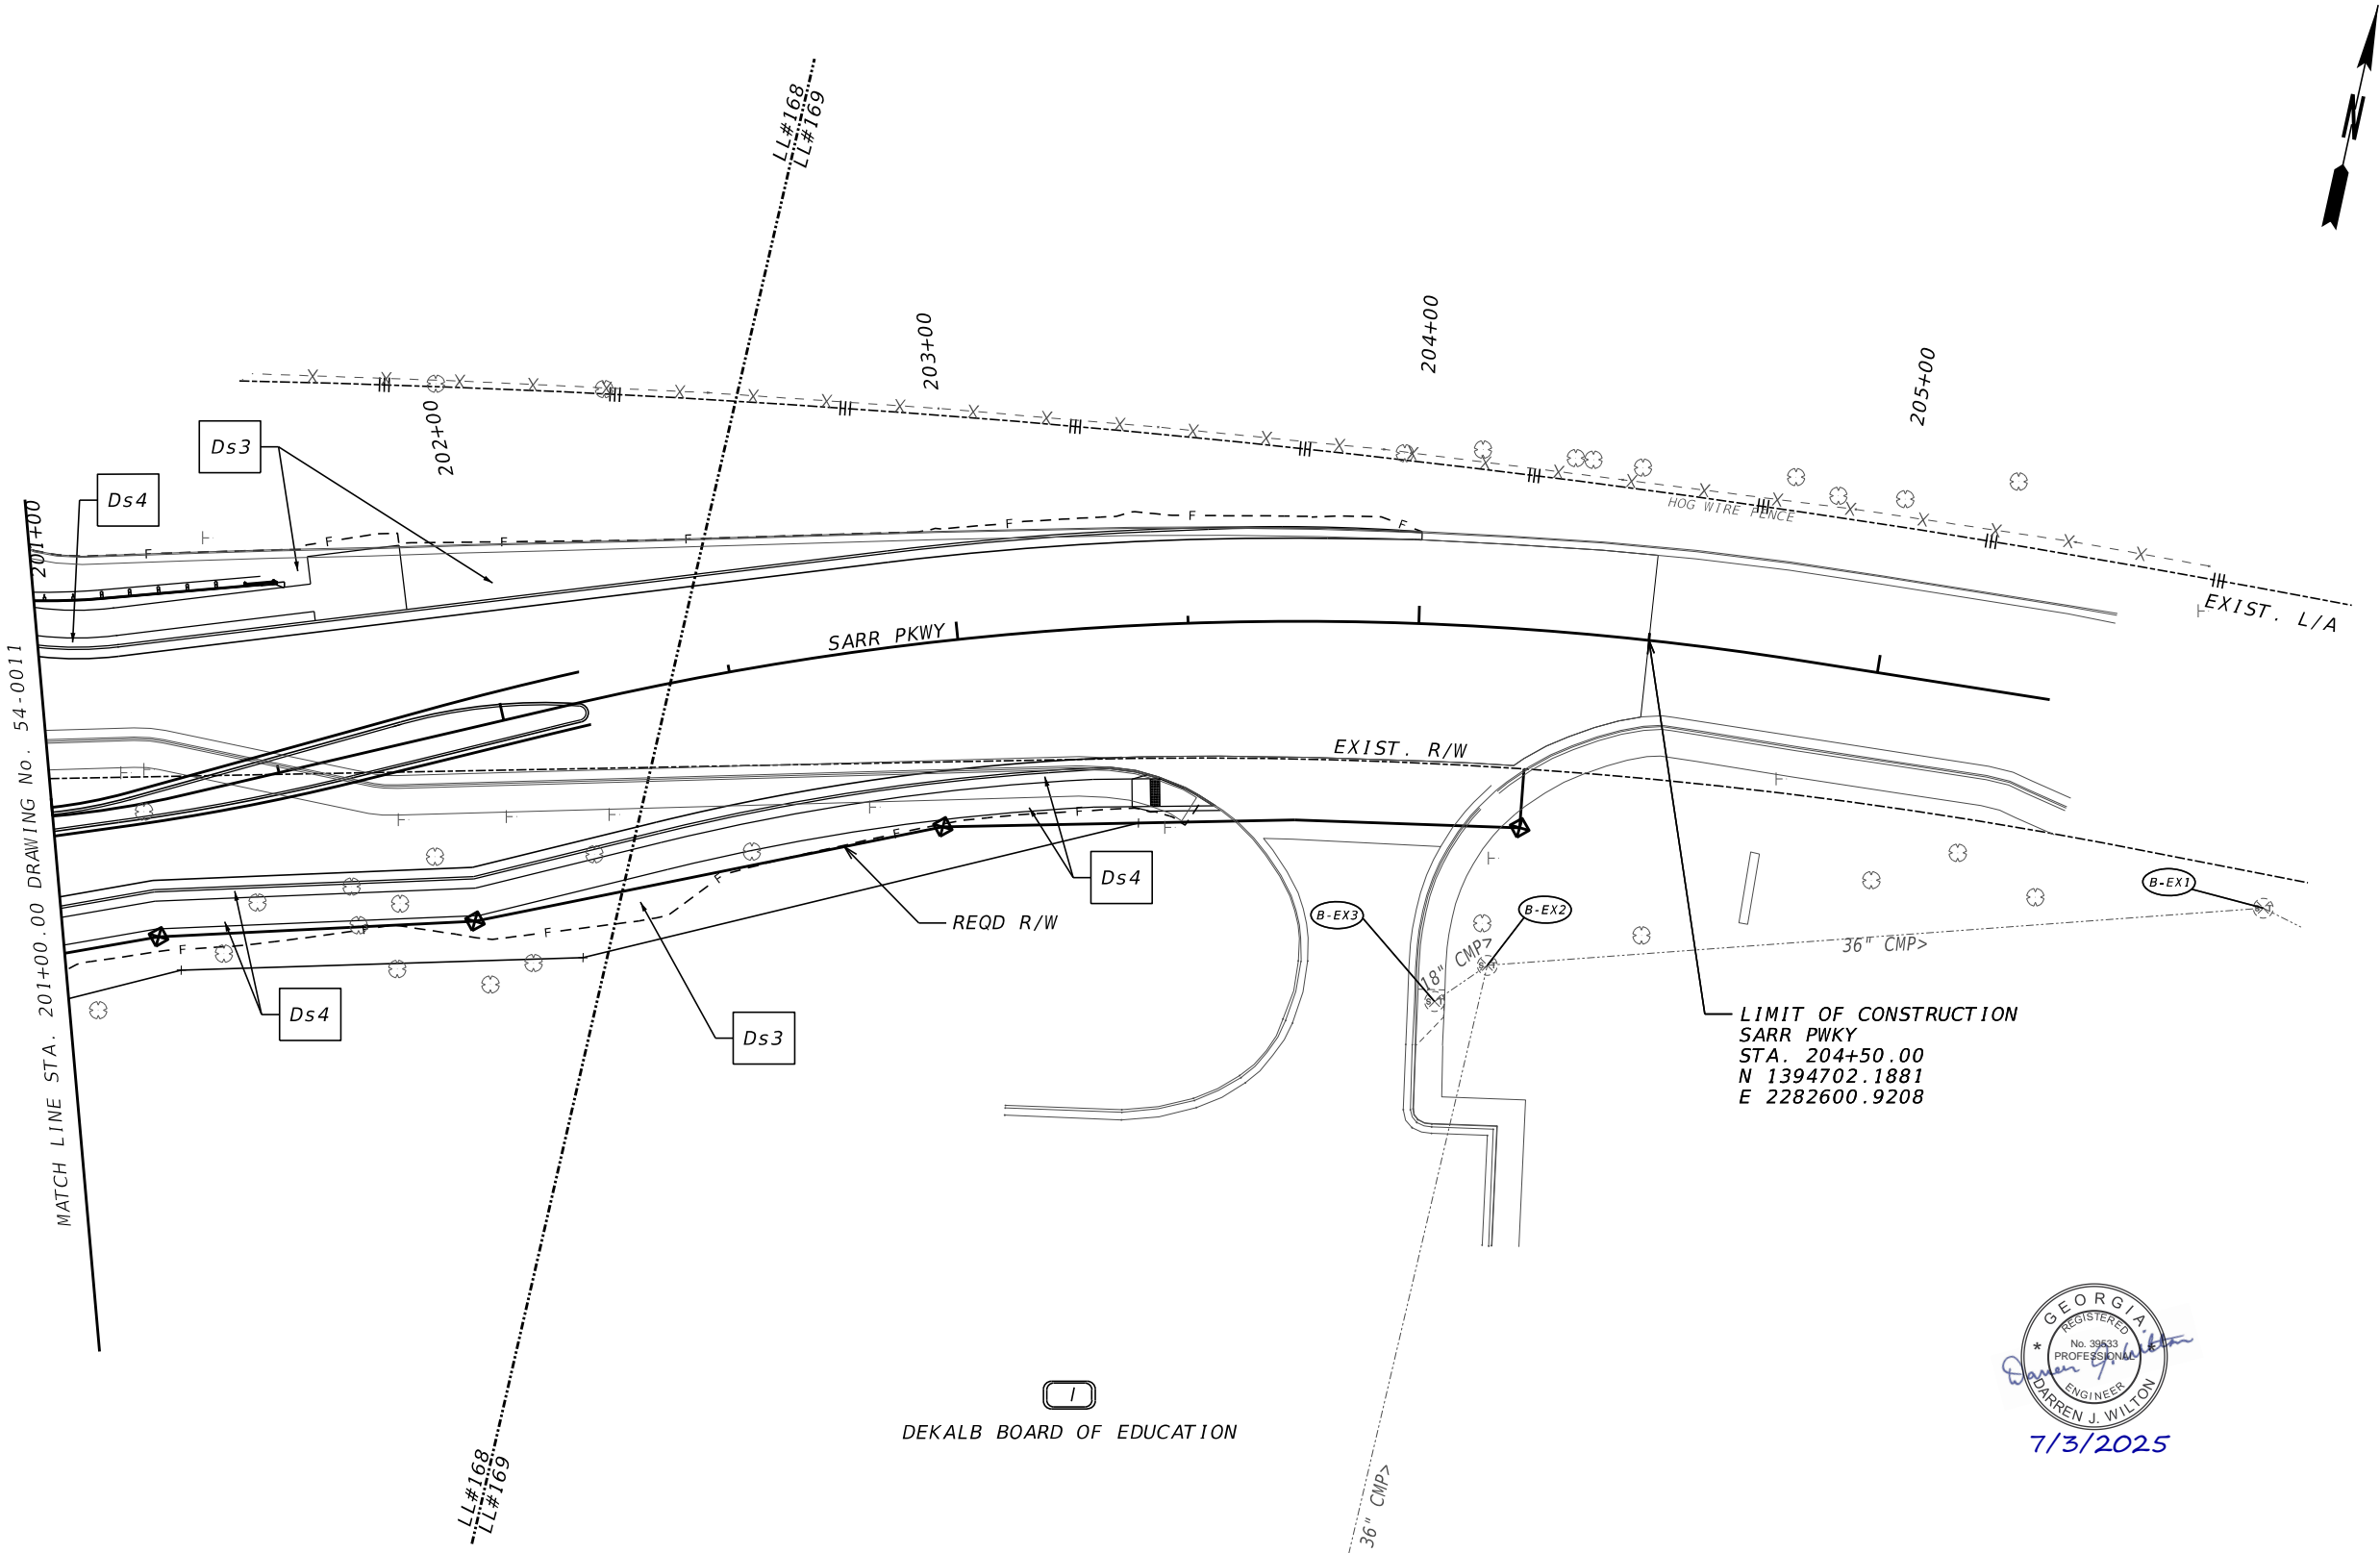 N
LL#168
LL#169
203+00
204+00
205+00
202+00
Ds3
Ds4
201+00
HOG WIRE FENCE
EXIST. L/A
SARR PKWY
EXIST. R/W
MATCH LINE STA. 201+00.00 DRAWING No. 54-0011
F
F
F
F
F
F
F
F
F
F
F
F
F
F
Ds4
REQD R/W
B-EX3
B-EX2
B-EX1
18" CMP>
36" CMP>
Ds4
Ds3
LIMIT OF CONSTRUCTION
SARR PWKY
STA. 204+50.00
N 1394702.1881
E 2282600.9208
GEORGIA
REGISTERED
No. 39533
PROFESSIONAL
ENGINEER
DARREN J. WILTON
Darren J. Wilton
7/3/2025
1
DEKALB BOARD OF EDUCATION
LL#168
LL#169
36" CMP>